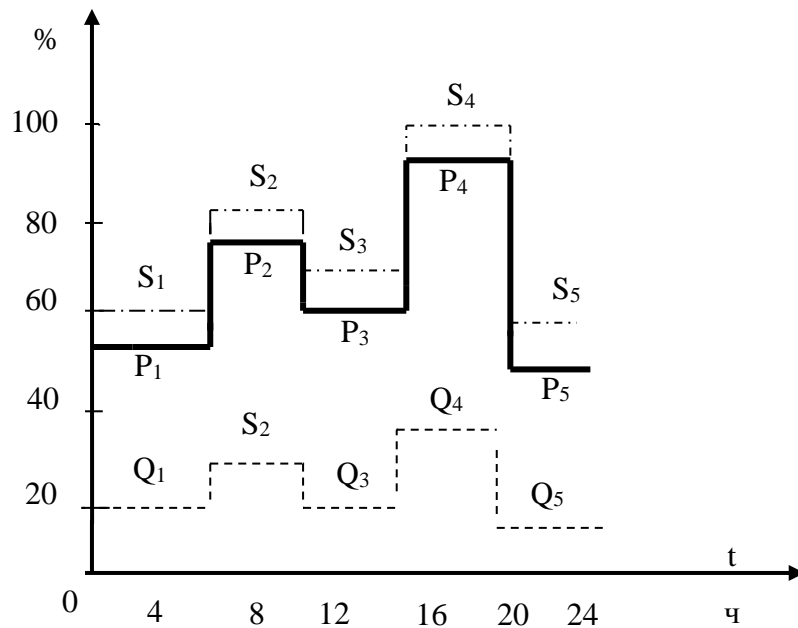 %
S₄
100
P₄
S₂
80
S₃
P₂
S₁
S₅
60
P₃
P₁
P₅
40
Q₄
S₂
Q₁ Q₃ Q₅
20
t
0 4 8 12 16 20 24 ч